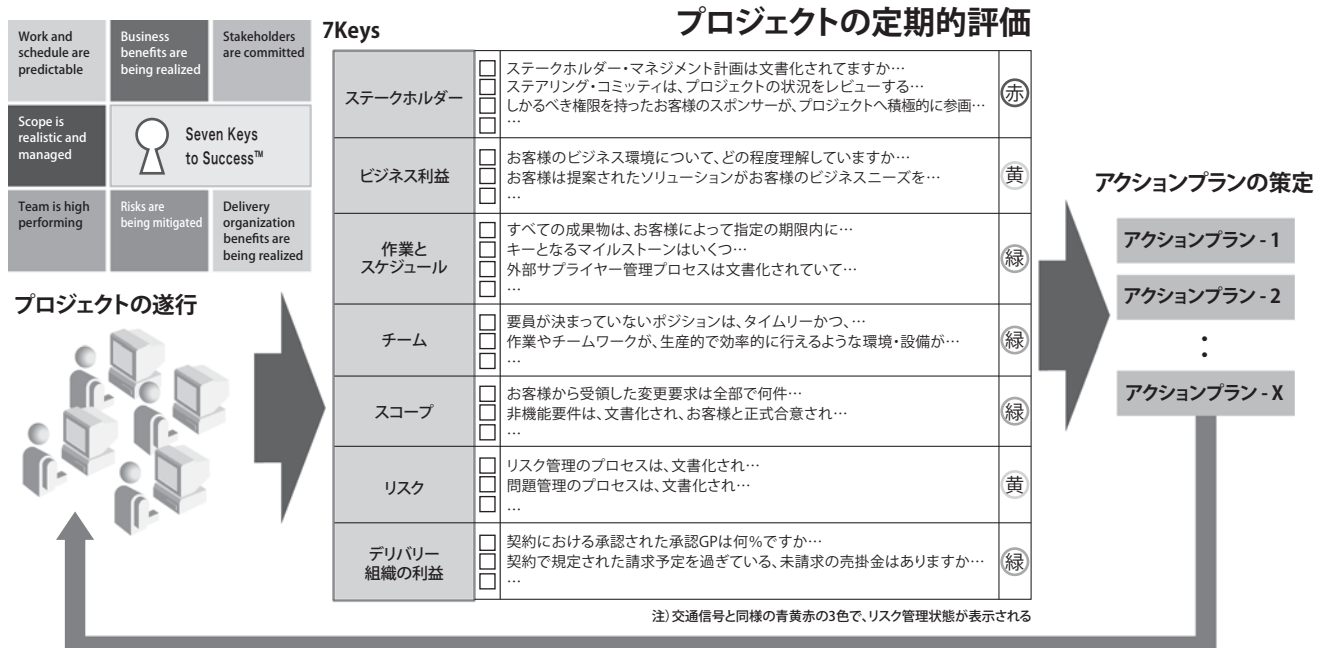 プロジェクトの定期的評価
7Keys
Work and
schedule are
predictable
Business
benefits are
being realized
Stakeholders
are committed
Scope is
realistic and
managed
Seven Keys
to Success™
Team is high
performing
Risks are
being mitigated
Delivery
organization
benefits are
being realized
プロジェクトの遂行
ステークホルダー
ステークホルダー・マネジメント計画は文書化されてますか…
ステアリング・コミッティは、プロジェクトの状況をレビューする…
しかるべき権限を持ったお客様のスポンサーが、プロジェクトへ積極的に参画…
…
赤
ビジネス利益
お客様のビジネス環境について、どの程度理解していますか…
お客様は提案されたソリューションがお客様のビジネスニーズを…
…
黄
作業と
スケジュール
すべての成果物は、お客様によって指定の期限内に…
キーとなるマイルストーンはいくつ…
外部サプライヤー管理プロセスは文書化されていて…
…
緑
チーム
要員が決まっていないポジションは、タイムリーかつ、…
作業やチームワークが、生産的で効率的に行えるような環境・設備が…
…
緑
スコープ
お客様から受領した変更要求は全部で何件…
非機能要件は、文書化され、お客様と正式合意され…
…
緑
リスク
リスク管理のプロセスは、文書化され…
問題管理のプロセスは、文書化され…
…
黄
デリバリー
組織の利益
契約における承認された承認GPは何%ですか…
契約で規定された請求予定を過ぎている、未請求の売掛金はありますか…
…
緑
注)交通信号と同様の青黄赤の3色で、リスク管理状態が表示される
アクションプランの策定
アクションプラン - 1
アクションプラン - 2
：
アクションプラン - X